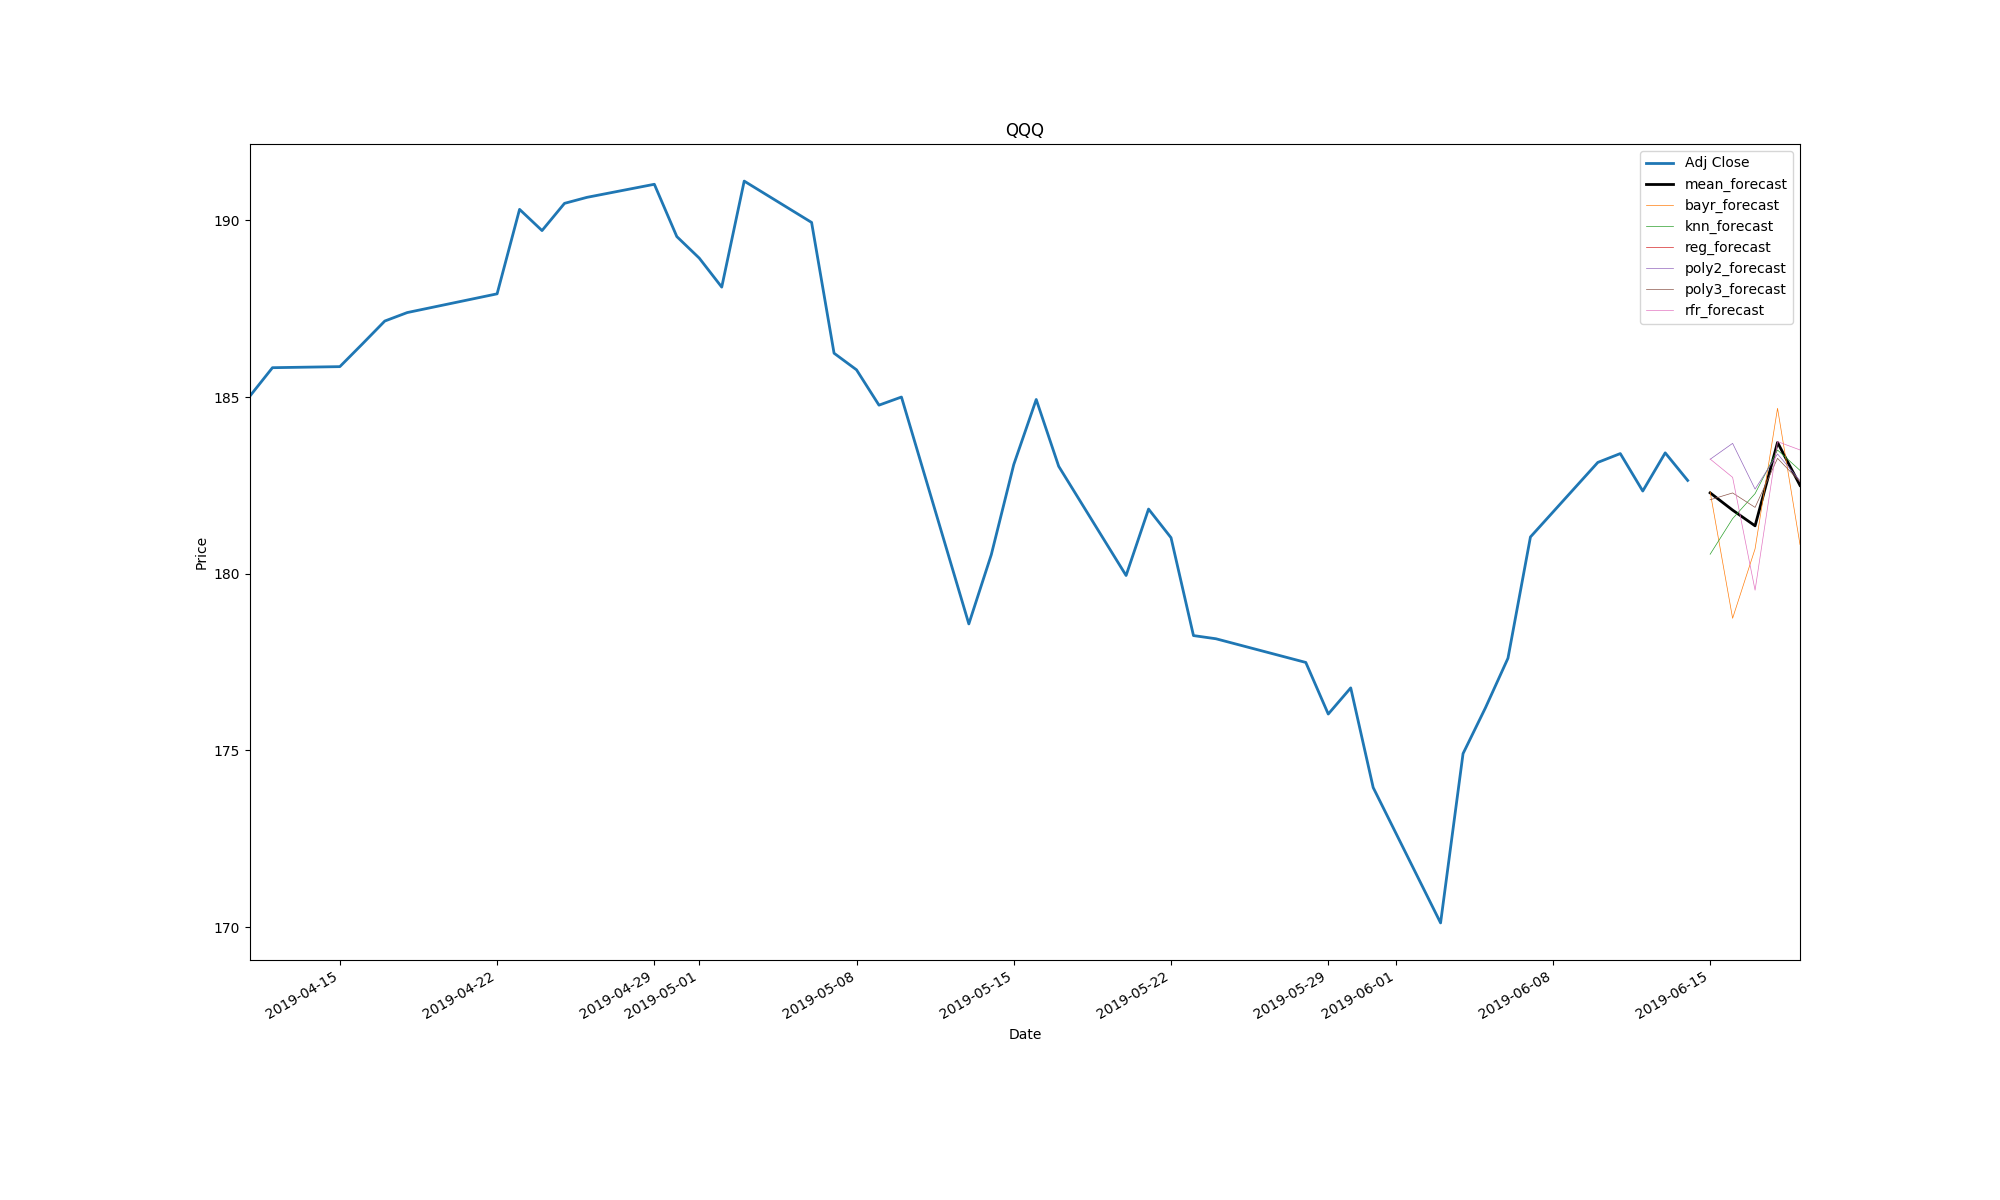 QQQ
Adj Close
mean_forecast
bayr_forecast
knn_forecast
reg_forecast
poly2_forecast
poly3_forecast
rfr_forecast
190
185
180
175
170
Price
2019-04-15
2019-04-22
2019-04-29
2019-05-01
2019-05-08
2019-05-15
2019-05-22
2019-05-29
2019-06-01
2019-06-08
2019-06-15
Date